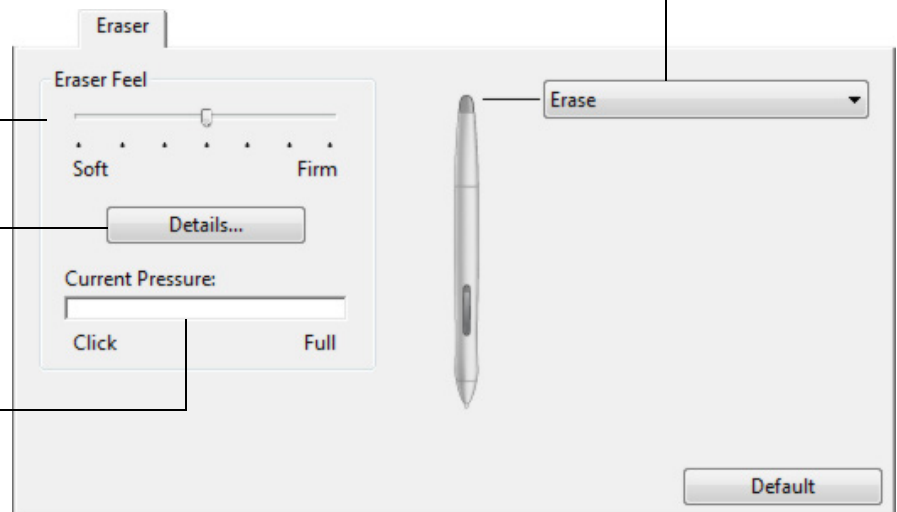 Eraser
Eraser Feel
Erase
Soft Firm
Details...
Current Pressure:
Click Full
Default